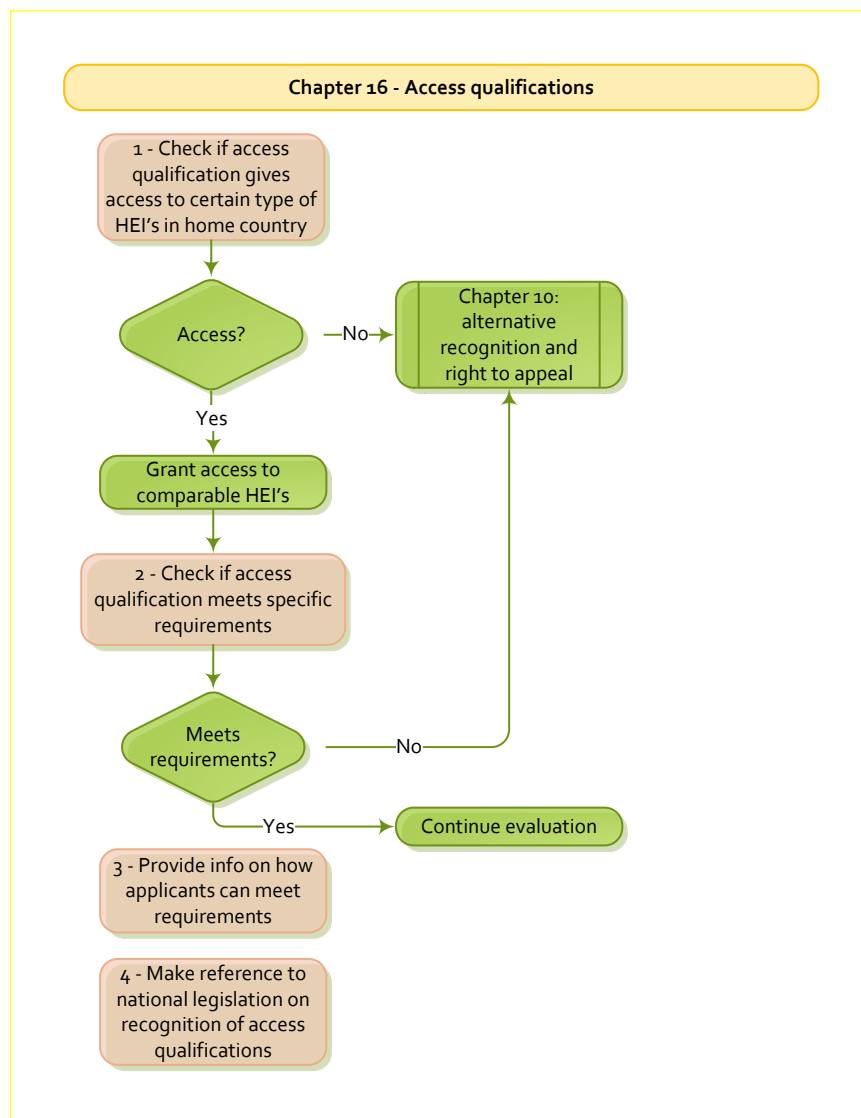 Chapter 16 - Access qualifications
1 - Check if access
qualification gives
access to certain type of
HEI's in home country
Access?
No
Chapter 10:
alternative
recognition and
right to appeal
Yes
Grant access to
comparable HEI's
2 - Check if access
qualification meets specific
requirements
Meets
requirements?
No
Yes
Continue evaluation
3 - Provide info on how
applicants can meet
requirements
4 - Make reference to
national legislation on
recognition of access
qualifications